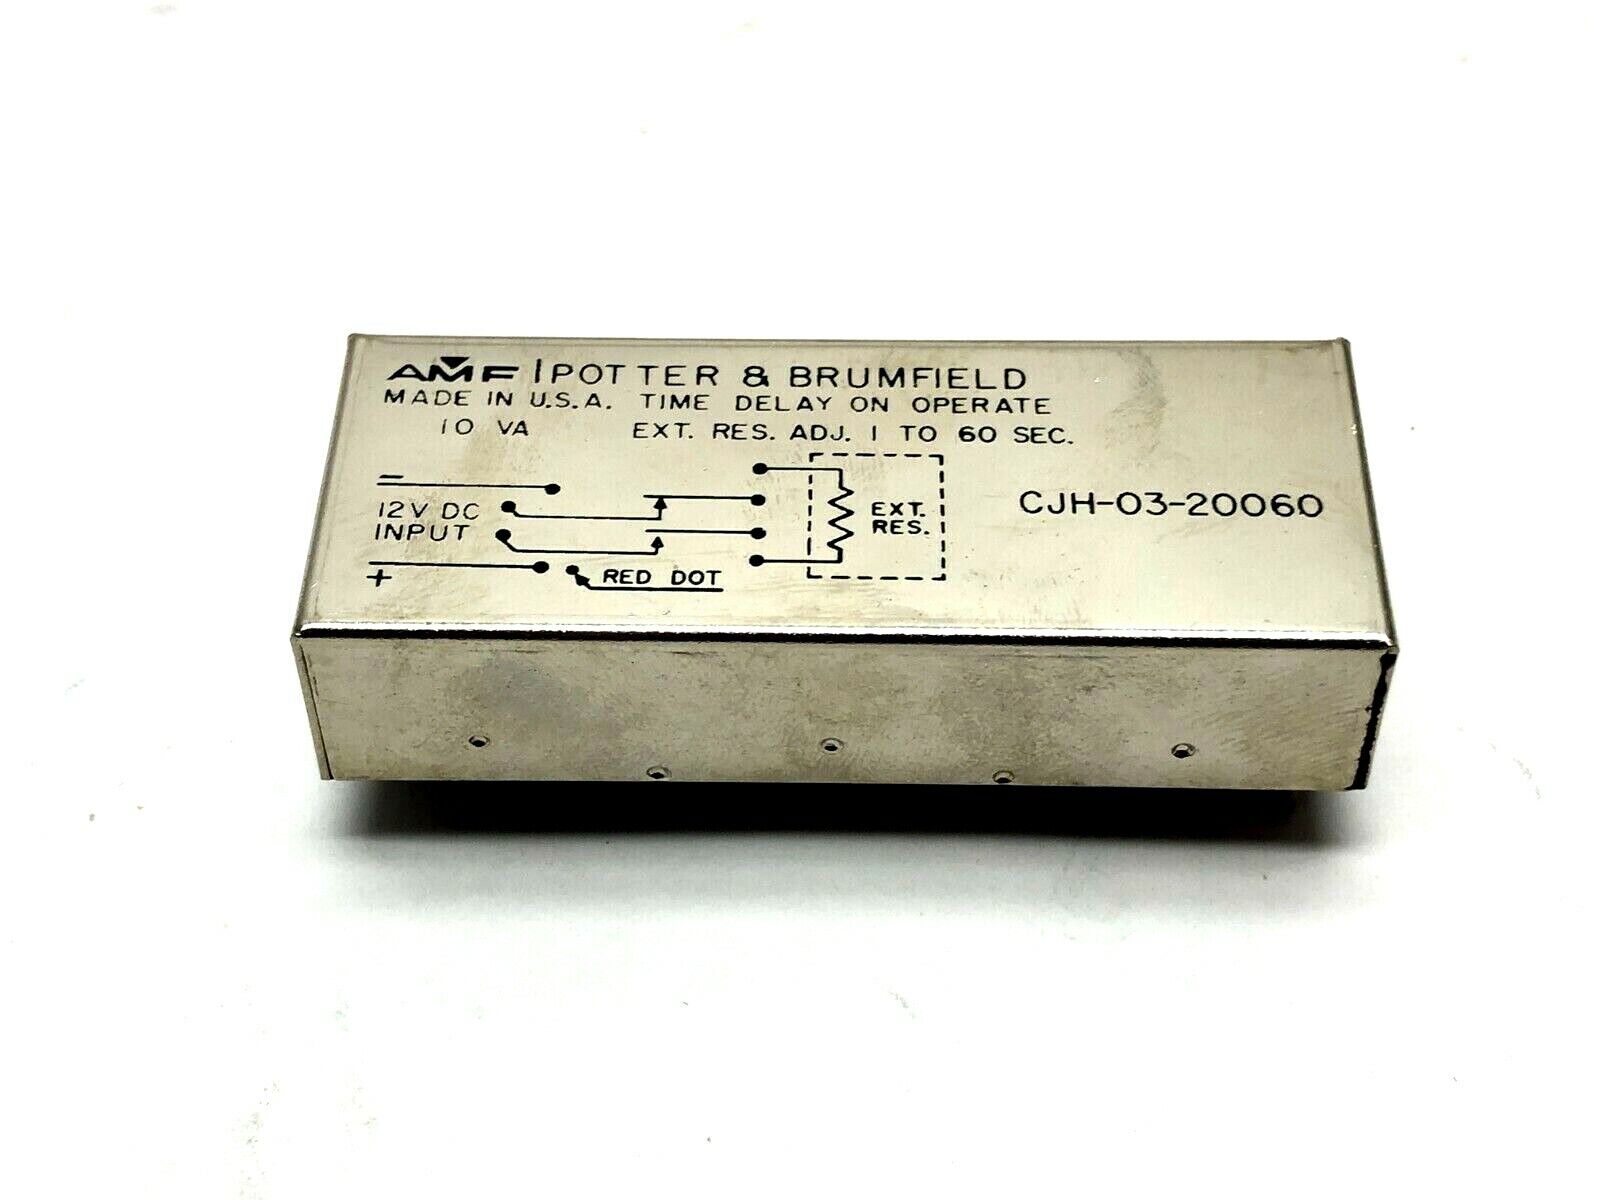 AMF | POTTER & BRUMFIELD
MADE IN U.S.A. TIME DELAY ON OPERATE
10 VA EXT. RES. ADJ. 1 TO 60 SEC.
−
12V DC
INPUT
+
RED DOT
EXT.
RES.
CJH-03-20060